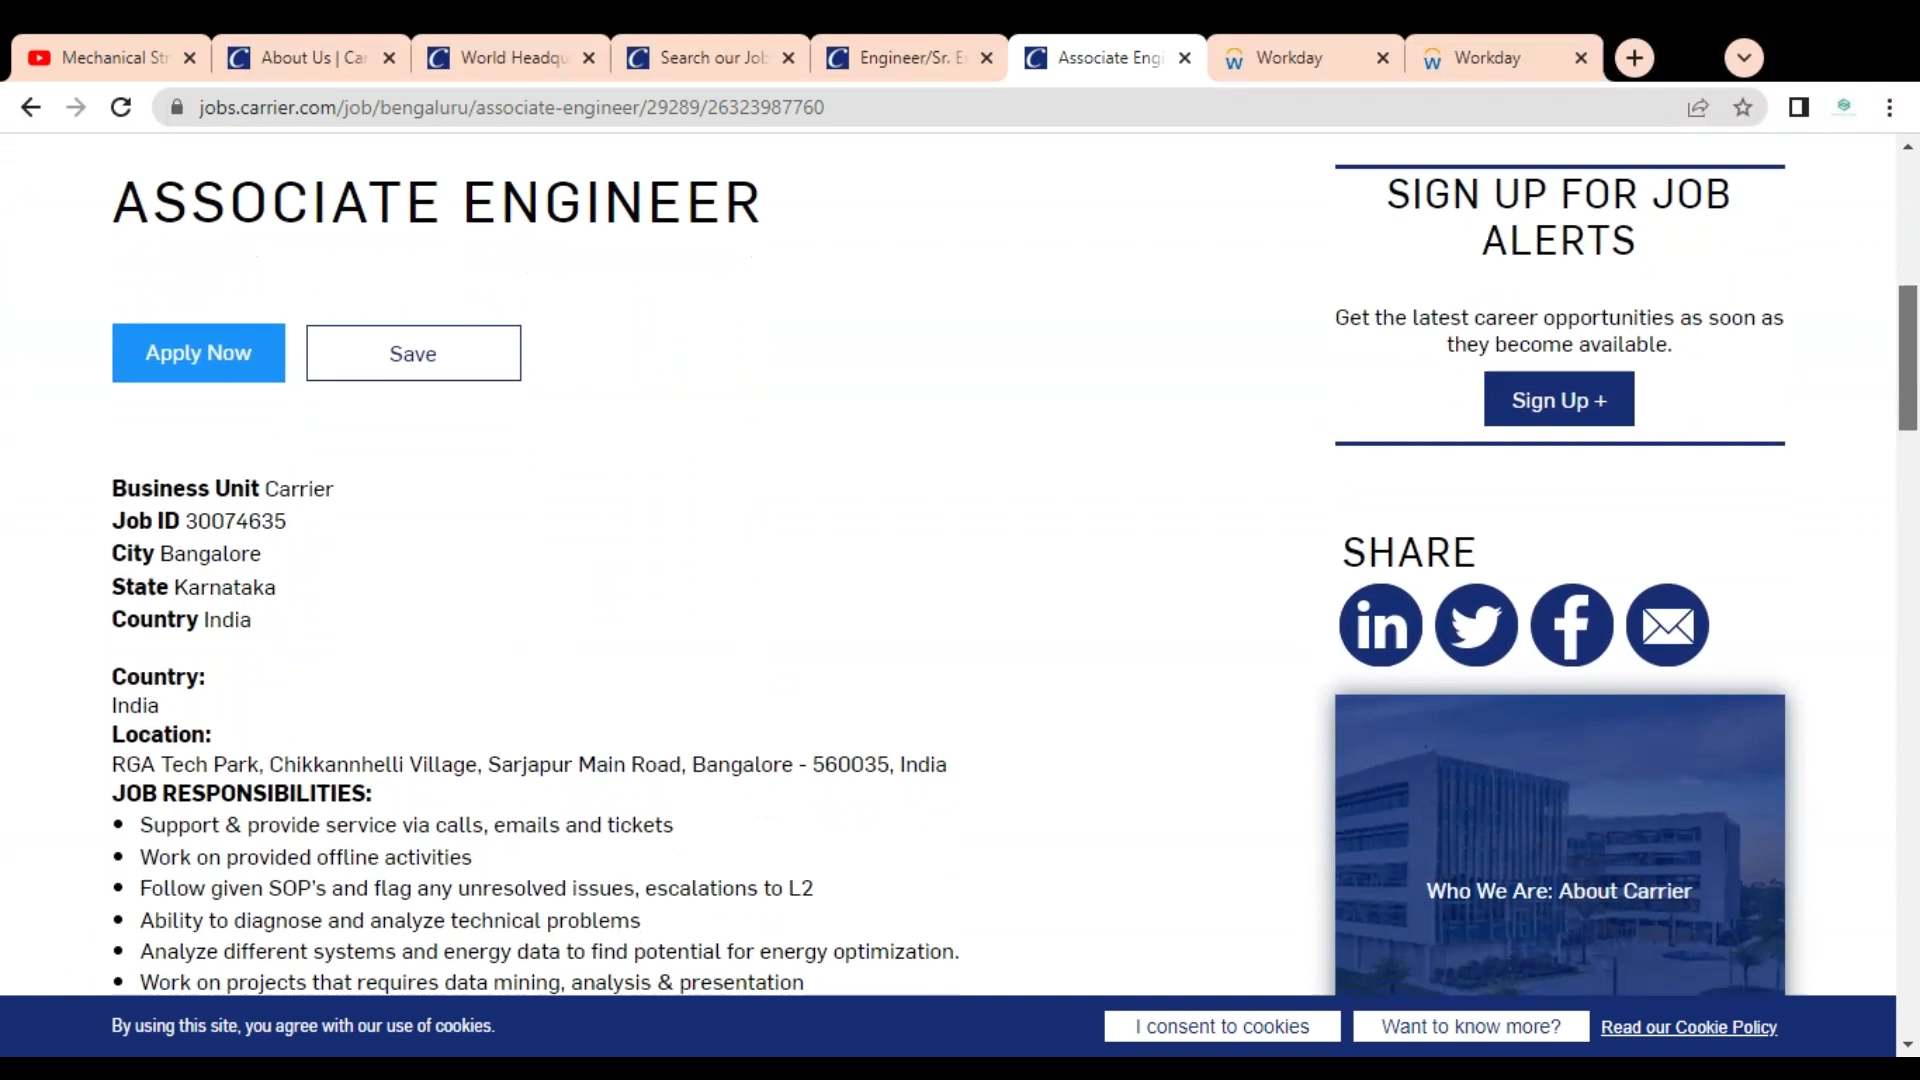 Mechanical Str
About Us | Car
World Headqu
Search our Job
Engineer/Sr. E
Associate Engi
Workday
Workday
jobs.carrier.com/job/bengaluru/associate-engineer/29289/26323987760
ASSOCIATE ENGINEER
Apply Now
Save
Business Unit Carrier
Job ID 30074635
City Bangalore
State Karnataka
Country India
Country:
India
Location:
RGA Tech Park, Chikkannhelli Village, Sarjapur Main Road, Bangalore - 560035, India
JOB RESPONSIBILITIES:
• Support & provide service via calls, emails and tickets
• Work on provided offline activities
• Follow given SOP's and flag any unresolved issues, escalations to L2
• Ability to diagnose and analyze technical problems
• Analyze different systems and energy data to find potential for energy optimization.
• Work on projects that requires data mining, analysis & presentation
SIGN UP FOR JOB
ALERTS
Get the latest career opportunities as soon as
they become available.
Sign Up +
SHARE
in
f
Who We Are: About Carrier
By using this site, you agree with our use of cookies.
I consent to cookies
Want to know more?
Read our Cookie Policy